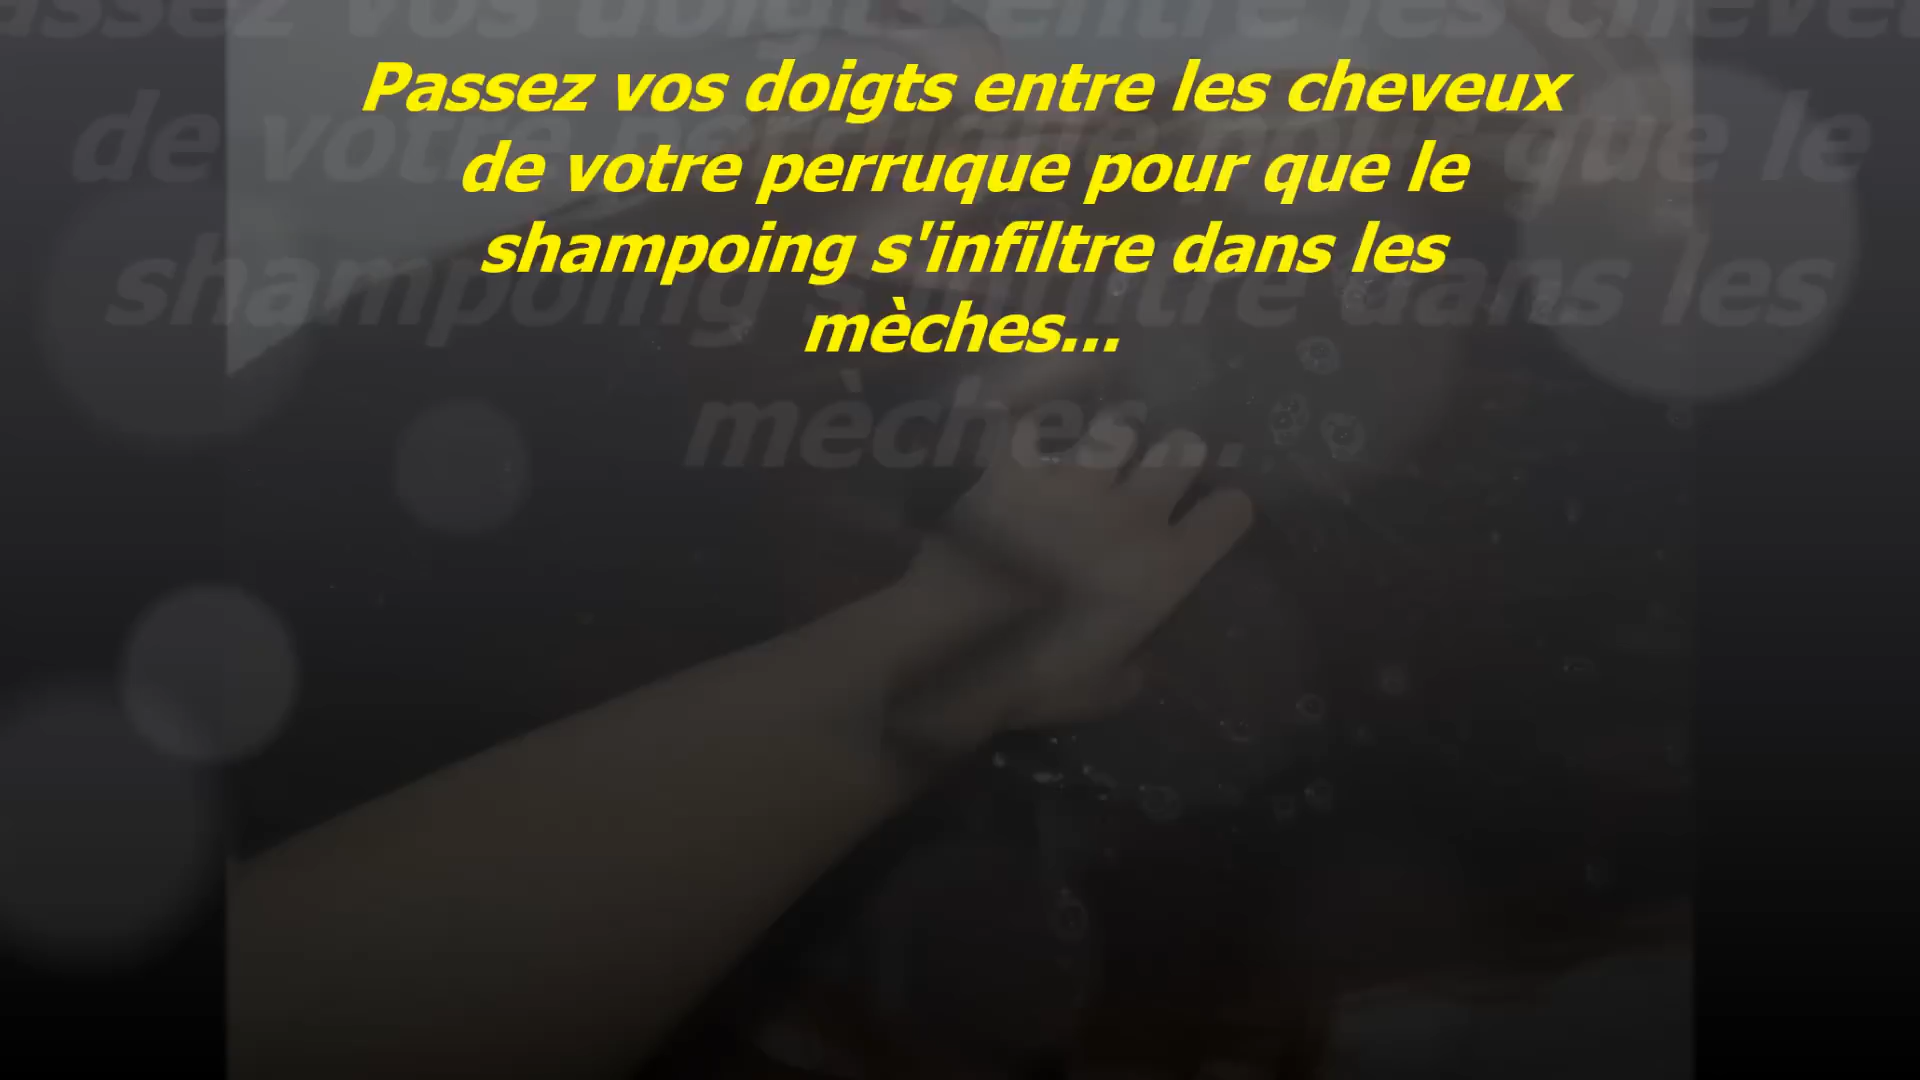 Passez vos doigts entre les cheveux
de votre perruque pour que le
shampoing s'infiltre dans les
mèches...